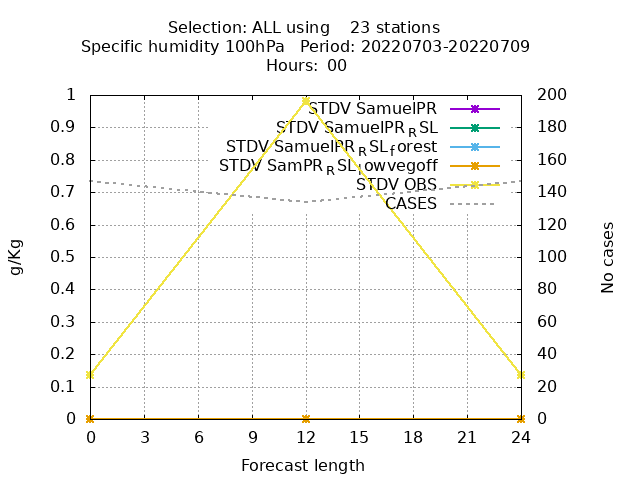 Selection: ALL using    23 stations
Specific humidity 100hPa   Period: 20220703-20220709
Hours:  00
1
0.9
0.8
0.7
0.6
0.5
0.4
0.3
0.2
0.1
0
g/Kg
STDV SamuelPR
STDV SamuelPR_RSL
STDV SamuelPR_RSL_forest
STDV SamPR_RSL_lowvegoff
STDV OBS
CASES
200
180
160
140
120
100
80
60
40
20
0
No cases
0 3 6 9 12 15 18 21 24
Forecast length